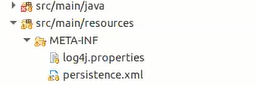 src/main/java
src/main/resources
META-INF
log4j.properties
persistence.xml